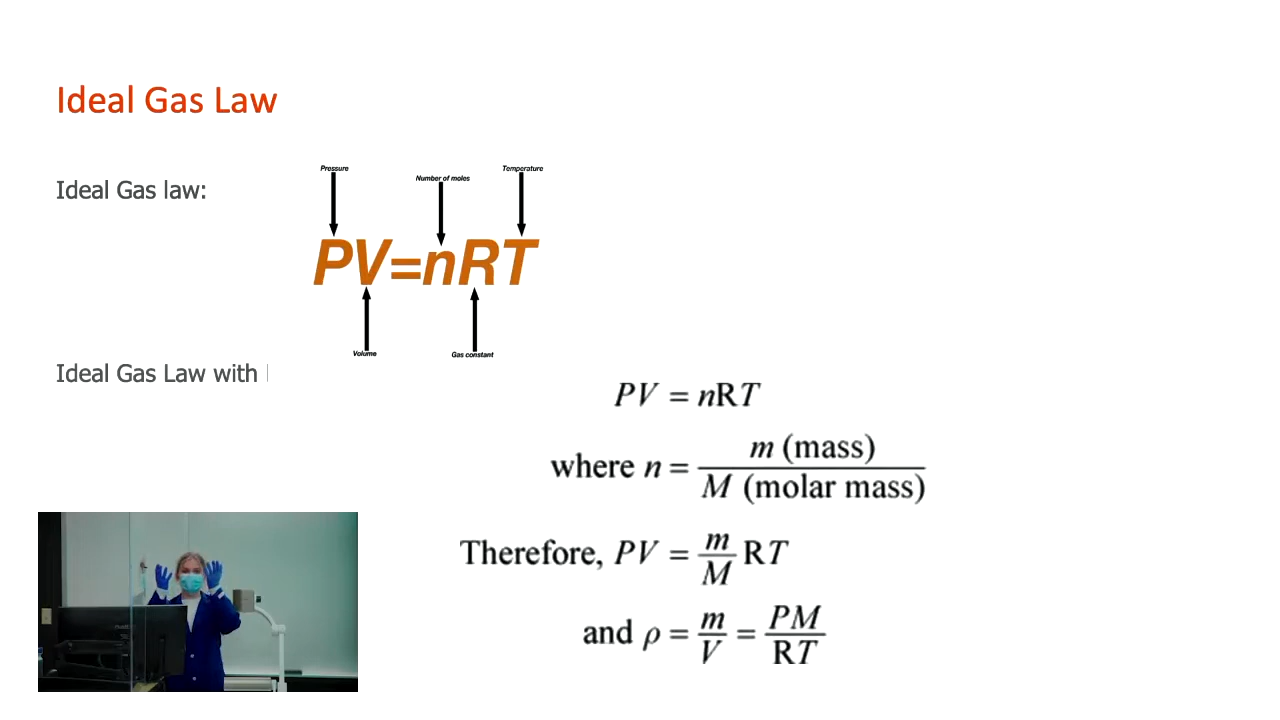 Ideal Gas Law
Ideal Gas law:
Pressure
Number of moles
Temperature
PV=nRT
Volume
Gas constant
Ideal Gas Law with
PV = nRT
where n = m (mass) / M (molar mass)
Therefore, PV = m/M RT
and ρ = m/V = PM/RT